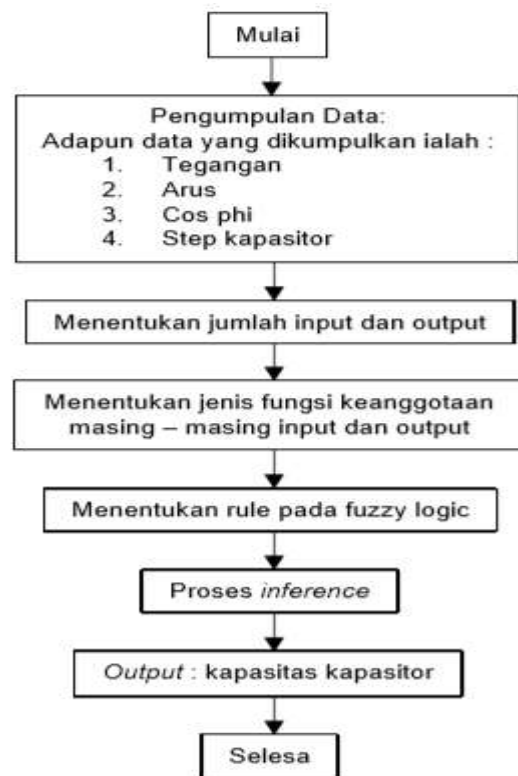 Mulai
Pengumpulan Data:
Adapun data yang dikumpulkan ialah :
1. Tegangan
2. Arus
3. Cos phi
4. Step kapasitor
Menentukan jumlah input dan output
Menentukan jenis fungsi keanggotaan
masing – masing input dan output
Menentukan rule pada fuzzy logic
Proses inference
Output : kapasitas kapasitor
Selesa